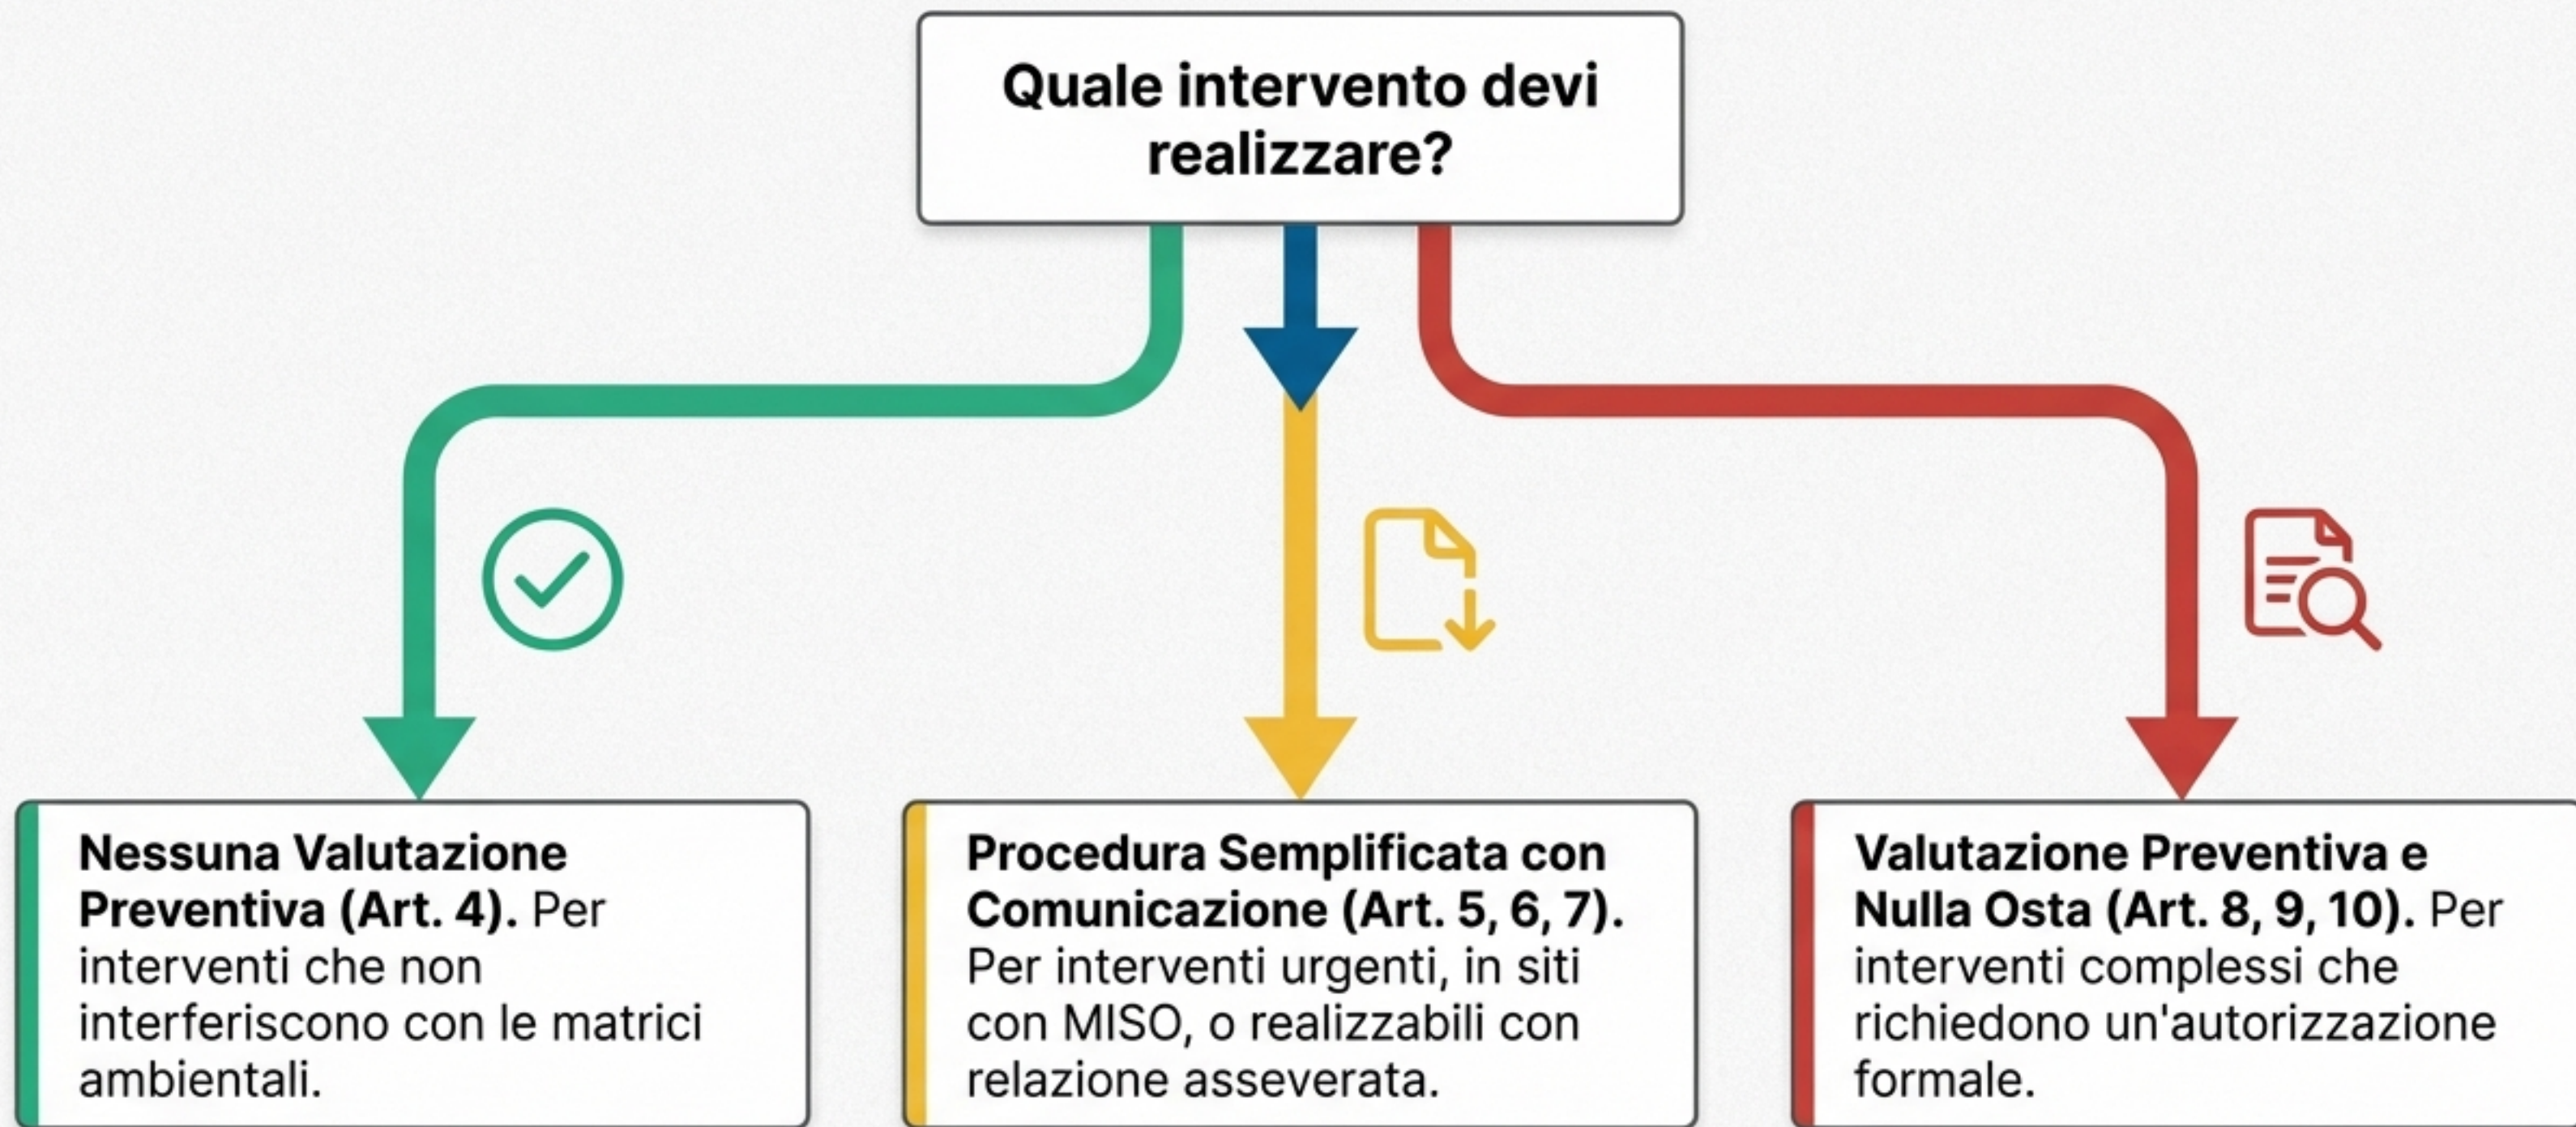 Quale intervento devi
realizzare?
Nessuna Valutazione
Preventiva (Art. 4). Per
interventi che non
interferiscono con le matrici
ambientali.
Procedura Semplificata con
Comunicazione (Art. 5, 6, 7).
Per interventi urgenti, in siti
con MISO, o realizzabili con
relazione asseverata.
Valutazione Preventiva e
Nulla Osta (Art. 8, 9, 10). Per
interventi complessi che
richiedono un'autorizzazione
formale.